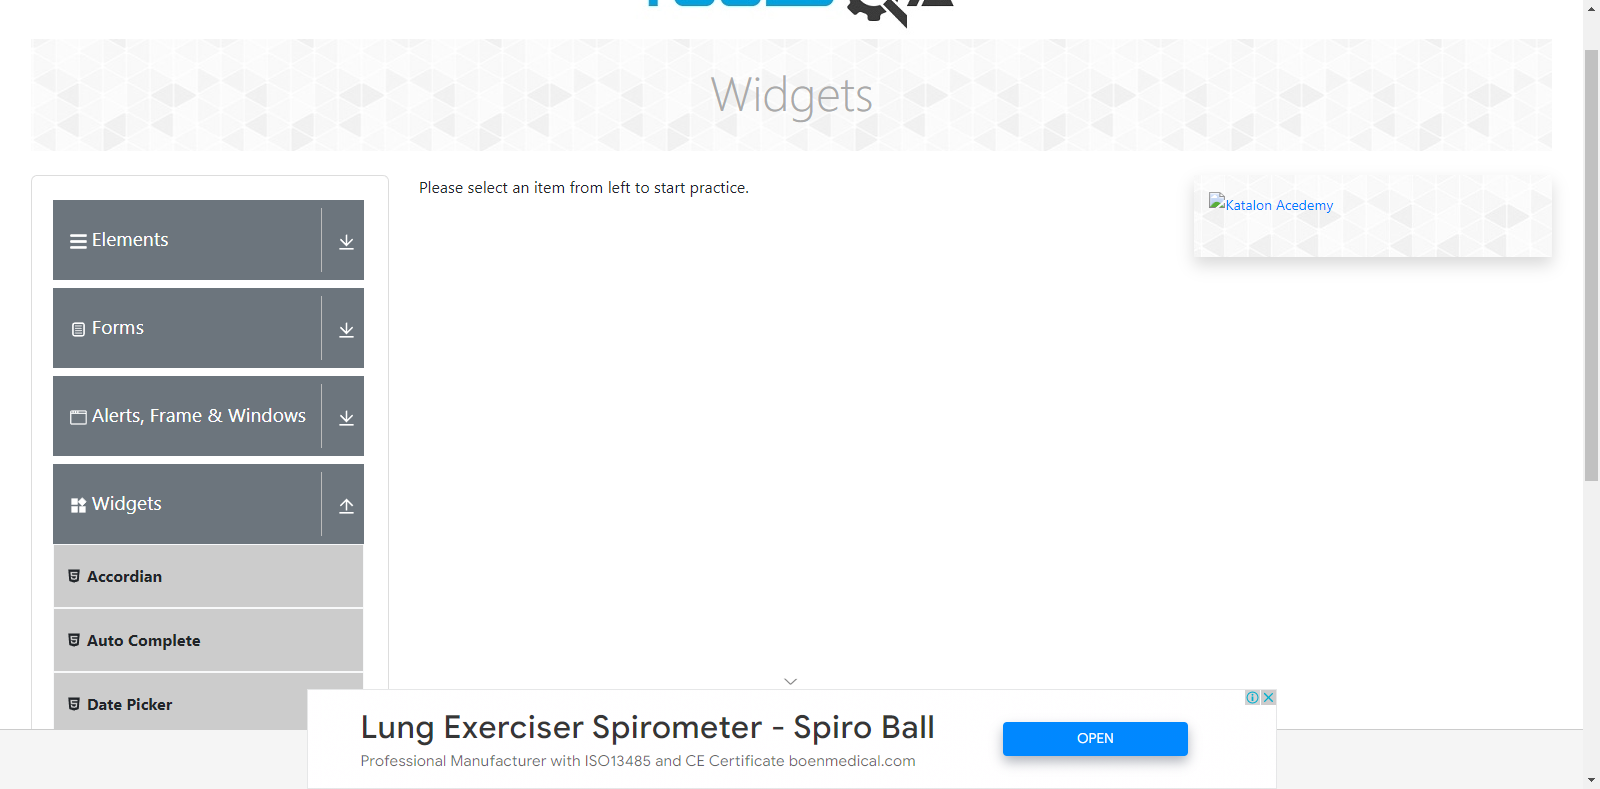 Widgets
Elements
Forms
Alerts, Frame & Windows
Widgets
Accordian
Auto Complete
Date Picker
Please select an item from left to start practice.
Katalon Acedemy
Lung Exerciser Spirometer - Spiro Ball
Professional Manufacturer with ISO13485 and CE Certificate boenmedical.com
OPEN